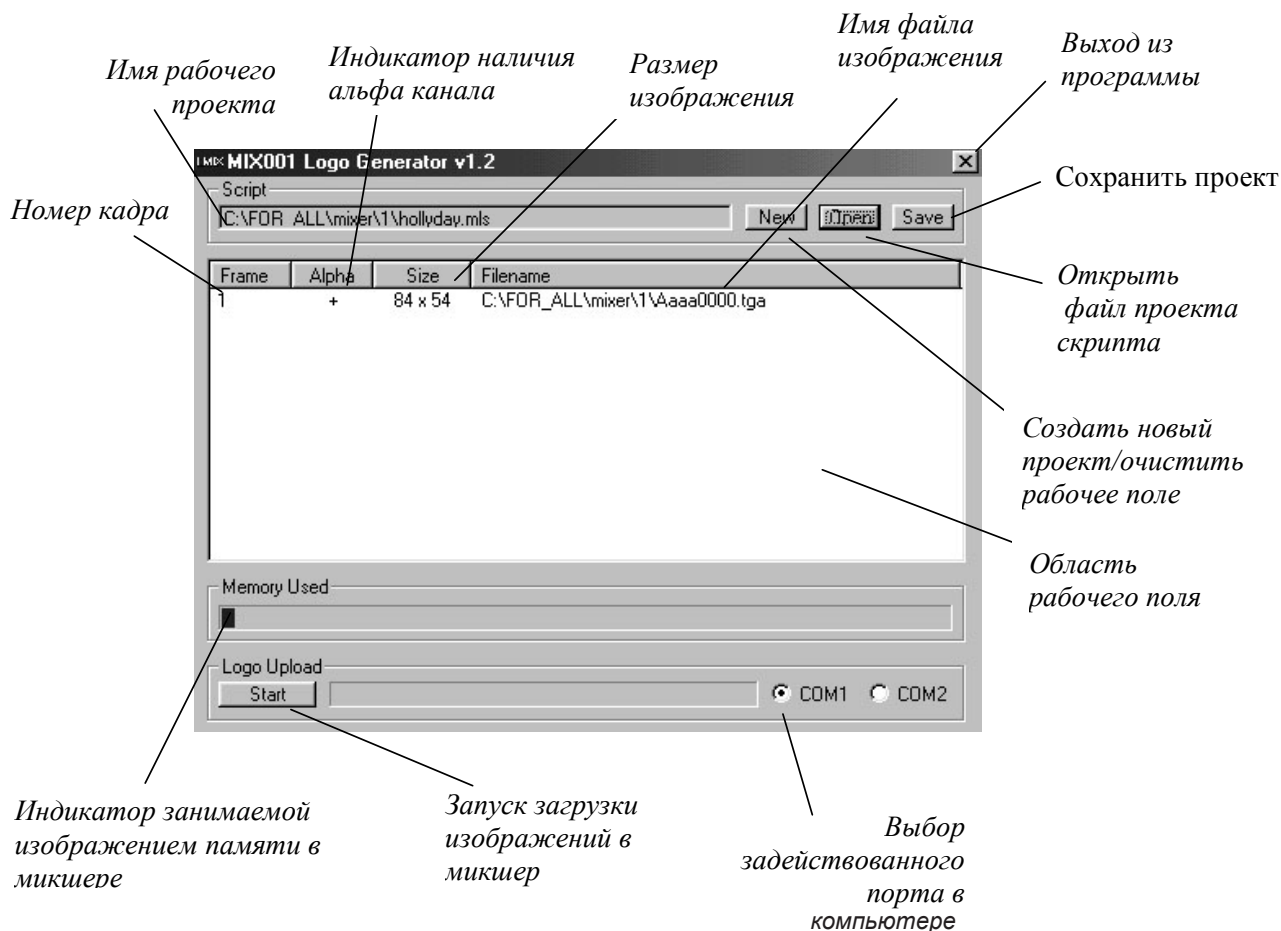 Имя рабочего
проекта
Индикатор наличия
альфа канала
Размер
изображения
Имя файла
изображения
Выход из
программы
MIX MIX001 Logo Generator v1.2
Script
C:\FOR_ALL\mixer\1\hollyday.mls
New
Open
Save
Сохранить проект
Номер кадра
Frame
Alpha
Size
Filename
1
+
84 x 54
C:\FOR_ALL\mixer\1\Aaaa0000.tga
Открыть
файл проекта
скрипта
Создать новый
проект/очистить
рабочее поле
Область
рабочего поля
Memory Used
Logo Upload
Start
COM1
COM2
Индикатор занимаемой
изображением памяти в
микшере
Запуск загрузки
изображений в
микшер
Выбор
задействованного
порта в
компьютере